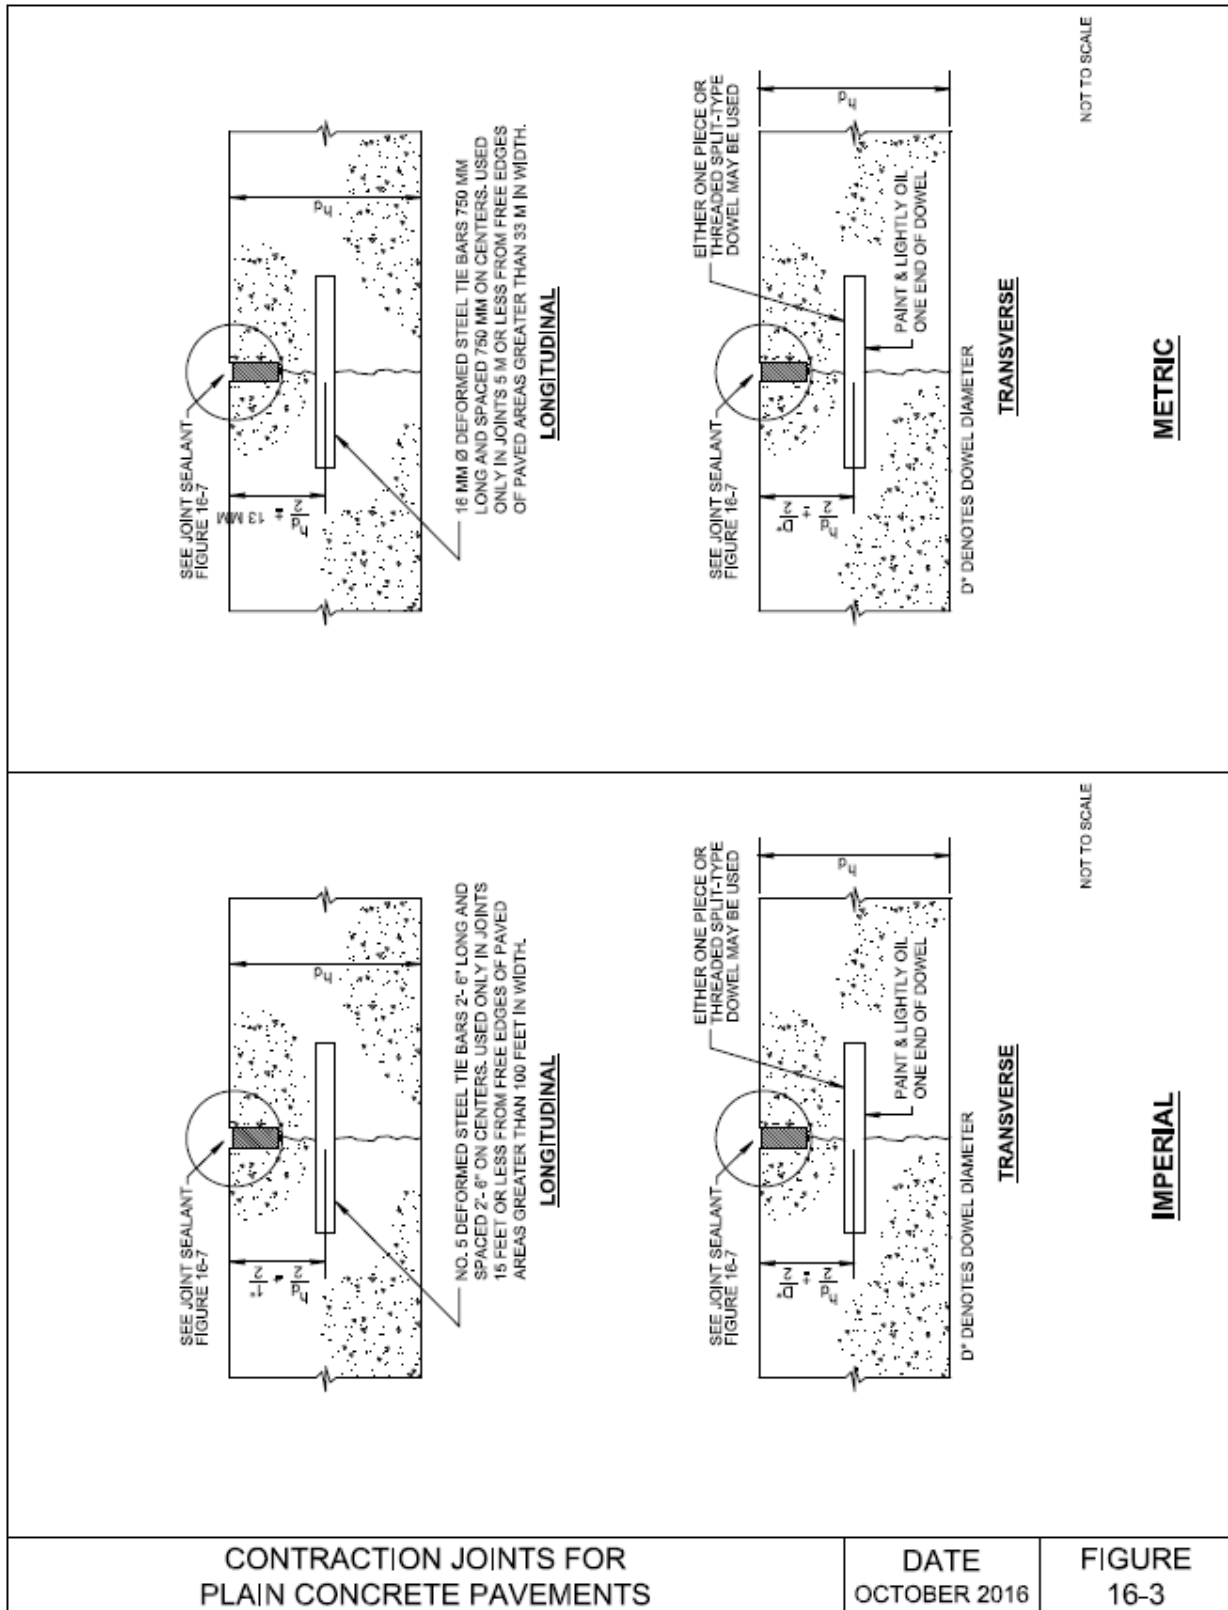 SEE JOINT SEALANT
FIGURE 16-7
h_d/2 ± 13 MM
h_d
16 MM Ø DEFORMED STEEL TIE BARS 750 MM
LONG AND SPACED 750 MM ON CENTERS. USED
ONLY IN JOINTS 5 M OR LESS FROM FREE EDGES
OF PAVED AREAS GREATER THAN 33 M IN WIDTH.
LONGITUDINAL
SEE JOINT SEALANT
FIGURE 16-7
EITHER ONE PIECE OR
THREADED SPLIT-TYPE
DOWEL MAY BE USED
h_d/2 ± D*/2
h_d
PAINT & LIGHTLY OIL
ONE END OF DOWEL
D* DENOTES DOWEL DIAMETER
TRANSVERSE
NOT TO SCALE
METRIC
SEE JOINT SEALANT
FIGURE 16-7
h_d/2 ± 1"/2
h_d
NO. 5 DEFORMED STEEL TIE BARS 2'- 6" LONG AND
SPACED 2'- 6" ON CENTERS. USED ONLY IN JOINTS
15 FEET OR LESS FROM FREE EDGES OF PAVED
AREAS GREATER THAN 100 FEET IN WIDTH.
LONGITUDINAL
SEE JOINT SEALANT
FIGURE 16-7
EITHER ONE PIECE OR
THREADED SPLIT-TYPE
DOWEL MAY BE USED
h_d/2 ± D*/2
h_d
PAINT & LIGHTLY OIL
ONE END OF DOWEL
D* DENOTES DOWEL DIAMETER
TRANSVERSE
NOT TO SCALE
IMPERIAL
CONTRACTION JOINTS FOR
PLAIN CONCRETE PAVEMENTS
DATE
OCTOBER 2016
FIGURE
16-3